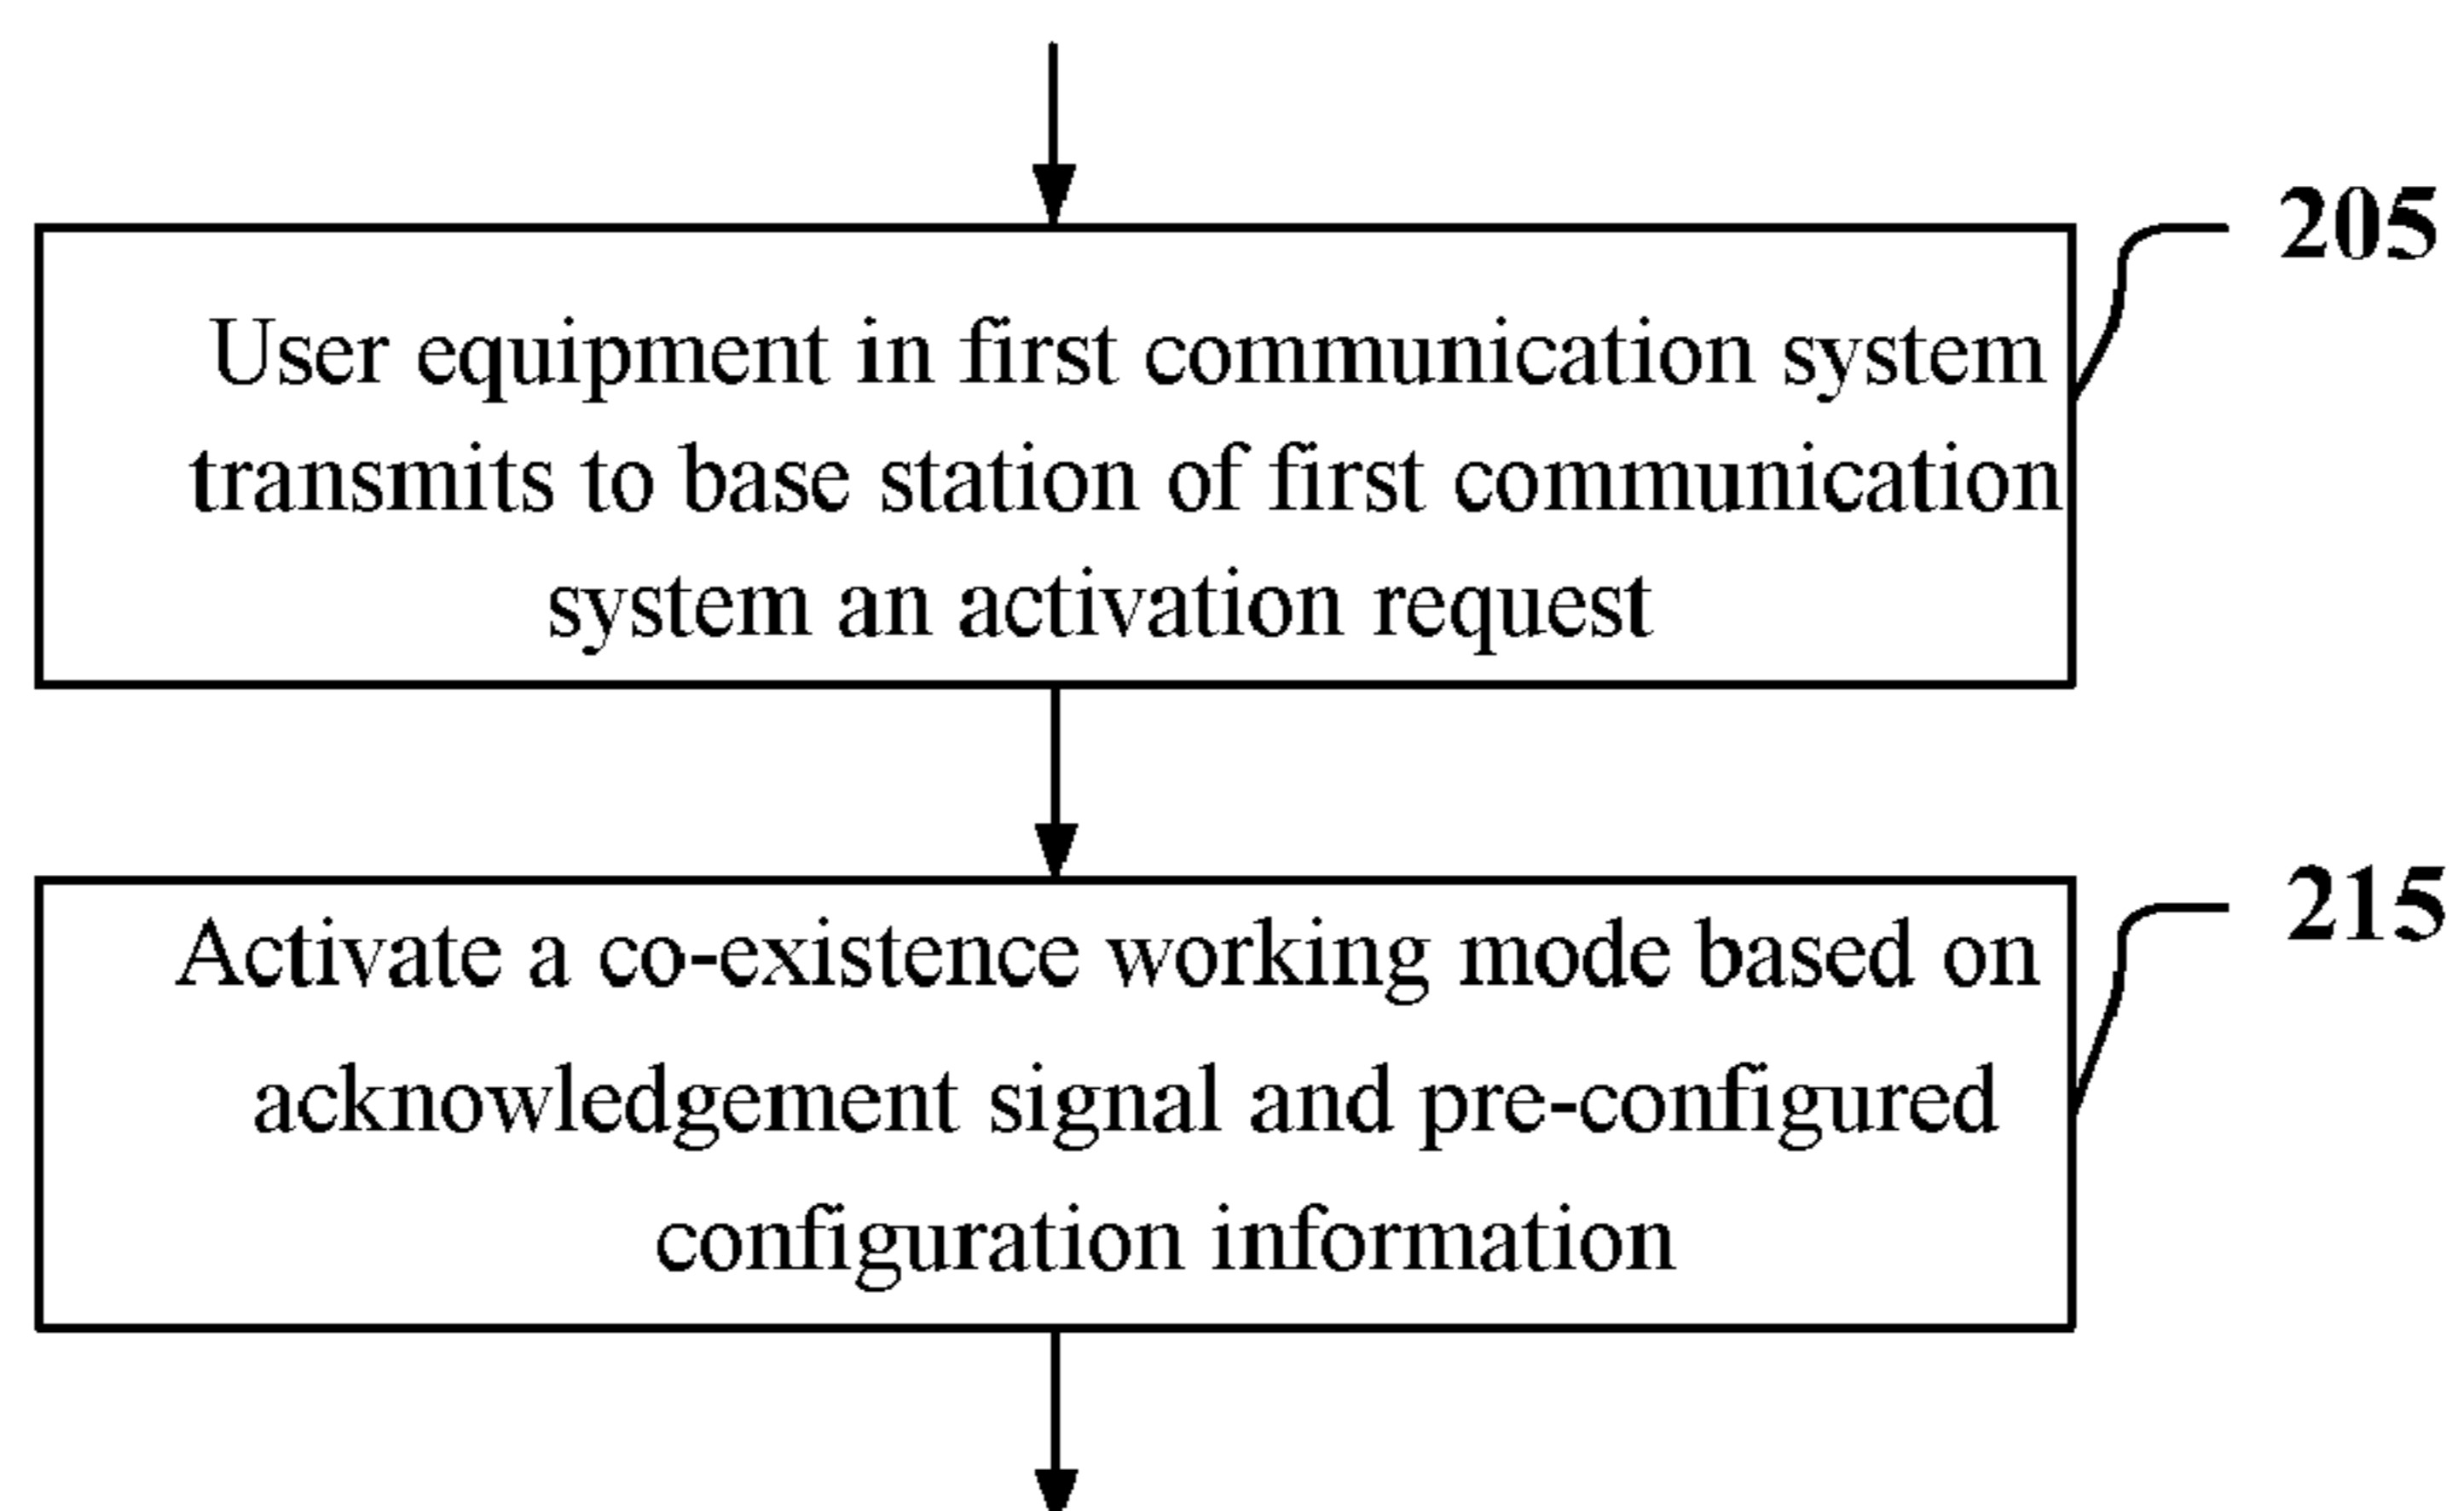 205
User equipment in first communication system
transmits to base station of first communication
system an activation request
215
Activate a co-existence working mode based on
acknowledgement signal and pre-configured
configuration information